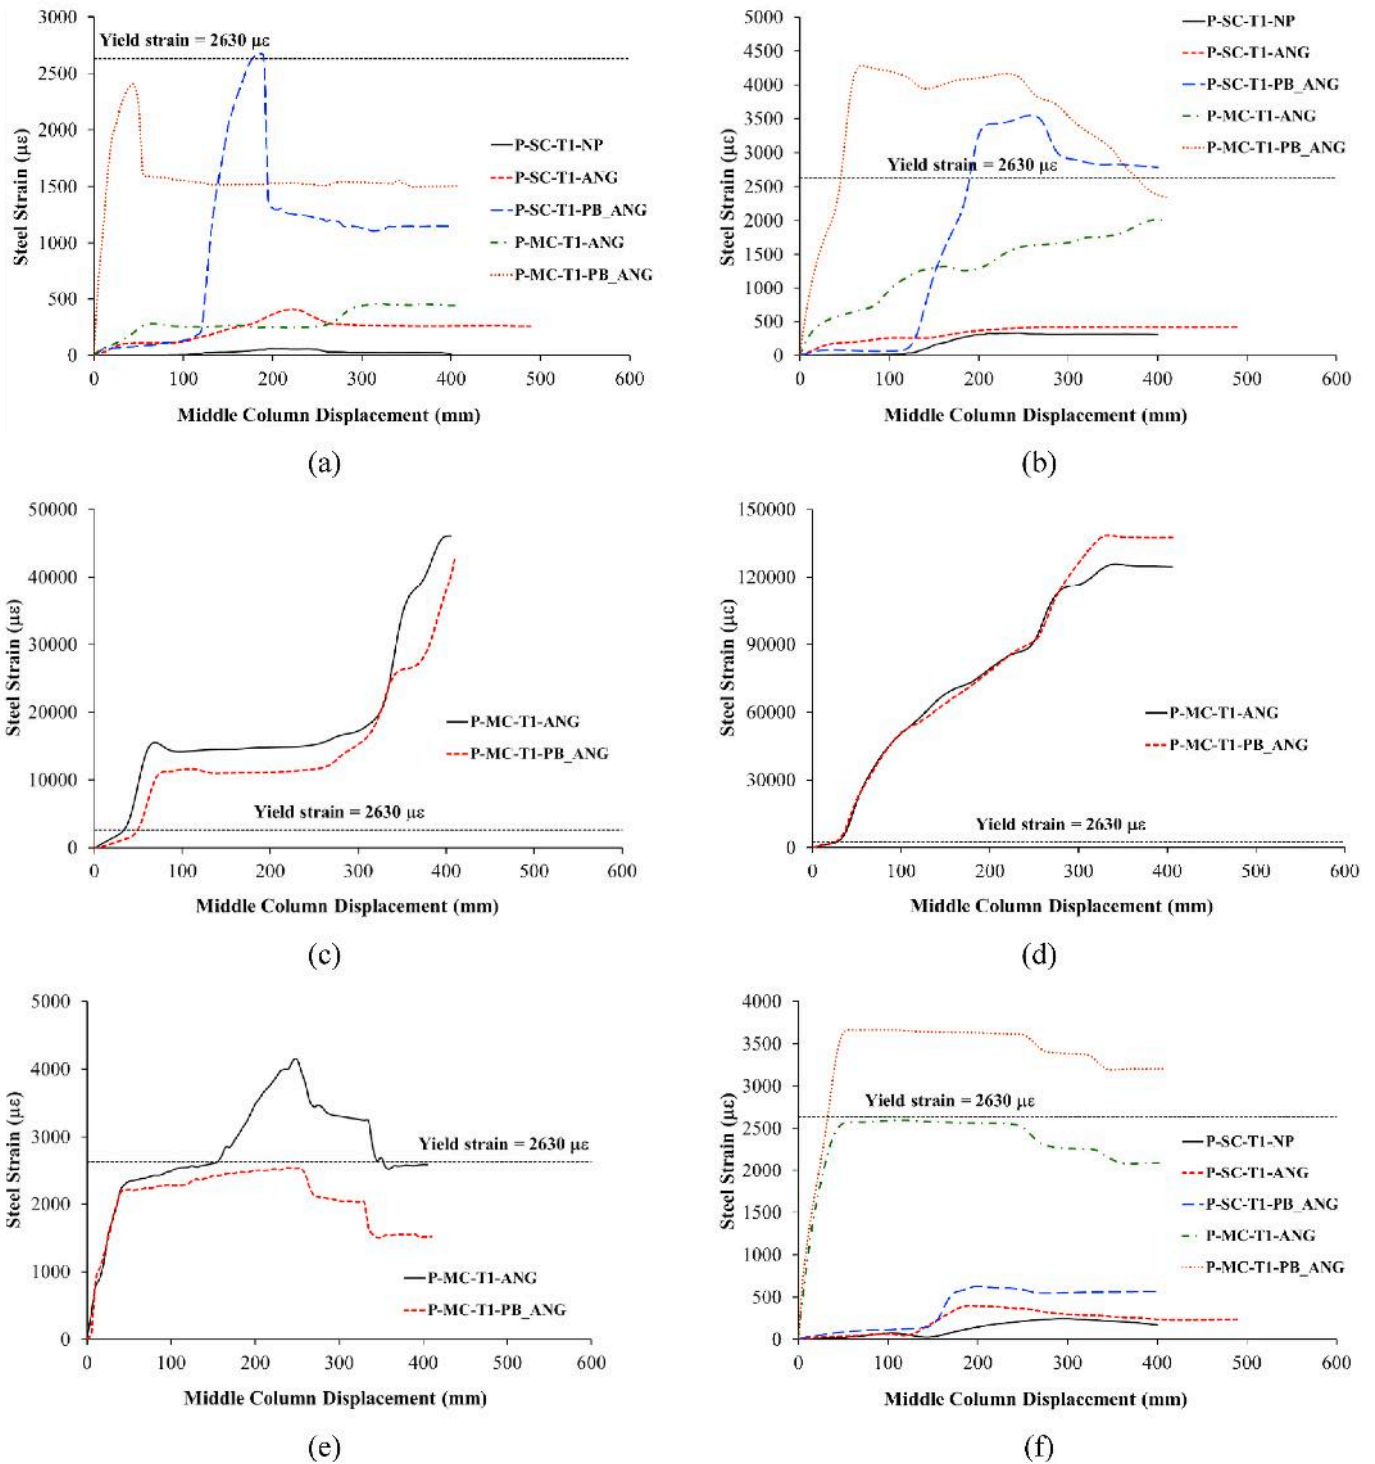 3000
2500
2000
1500
1000
500
0
Steel Strain (με)
Yield strain = 2630 με
P-SC-T1-NP
P-SC-T1-ANG
P-SC-T1-PB_ANG
P-MC-T1-ANG
P-MC-T1-PB_ANG
0 100 200 300 400 500 600
Middle Column Displacement (mm)
(a)
5000
4500
4000
3500
3000
2500
2000
1500
1000
500
0
Steel Strain (με)
P-SC-T1-NP
P-SC-T1-ANG
P-SC-T1-PB_ANG
P-MC-T1-ANG
P-MC-T1-PB_ANG
Yield strain = 2630 με
0 100 200 300 400 500 600
Middle Column Displacement (mm)
(b)
50000
40000
30000
20000
10000
0
Steel Strain (με)
P-MC-T1-ANG
P-MC-T1-PB_ANG
Yield strain = 2630 με
0 100 200 300 400 500 600
Middle Column Displacement (mm)
(c)
150000
120000
90000
60000
30000
0
Steel Strain (με)
P-MC-T1-ANG
P-MC-T1-PB_ANG
Yield strain = 2630 με
0 100 200 300 400 500 600
Middle Column Displacement (mm)
(d)
5000
4000
3000
2000
1000
0
Steel Strain (με)
Yield strain = 2630 με
P-MC-T1-ANG
P-MC-T1-PB_ANG
0 100 200 300 400 500 600
Middle Column Displacement (mm)
(e)
4000
3500
3000
2500
2000
1500
1000
500
0
Steel Strain (με)
Yield strain = 2630 με
P-SC-T1-NP
P-SC-T1-ANG
P-SC-T1-PB_ANG
P-MC-T1-ANG
P-MC-T1-PB_ANG
0 100 200 300 400 500 600
Middle Column Displacement (mm)
(f)